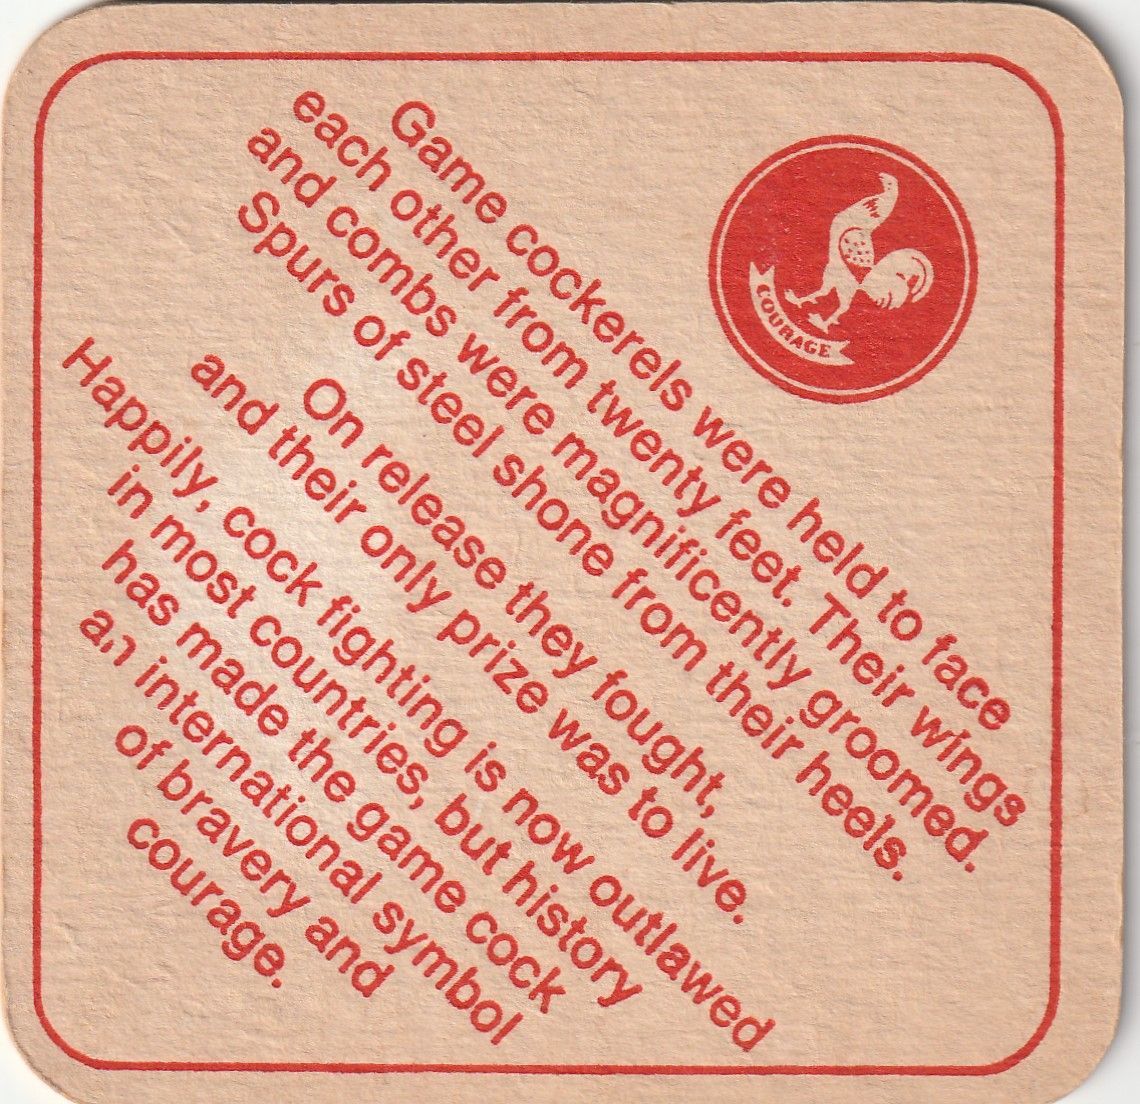 Game cockerels were held to face
each other from twenty feet. Their wings
and combs were magnificently groomed.
Spurs of steel shone from their heels.
On release they fought,
and their only prize was to live.
Happily, cock fighting is now outlawed
in most countries, but history
has made the game cock
an international symbol
of bravery and
courage.
COURAGE